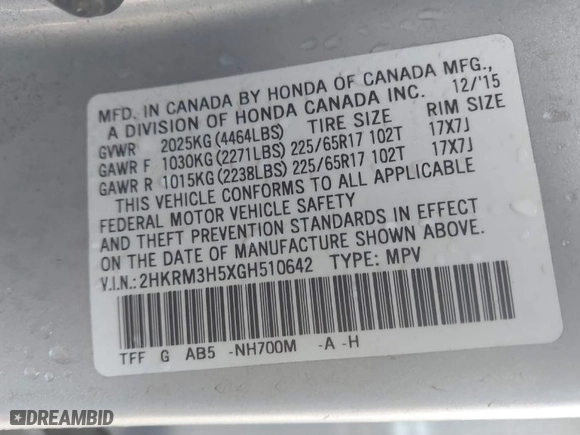 MFD. IN CANADA BY HONDA OF CANADA MFG.,
A DIVISION OF HONDA CANADA INC. 12/'15
GVWR 2025KG (4464LBS) TIRE SIZE RIM SIZE
GAWR F 1030KG (2271LBS) 225/65R17 102T 17X7J
GAWR R 1015KG (2238LBS) 225/65R17 102T 17X7J
THIS VEHICLE CONFORMS TO ALL APPLICABLE
FEDERAL MOTOR VEHICLE SAFETY
AND THEFT PREVENTION STANDARDS IN EFFECT
ON THE DATE OF MANUFACTURE SHOWN ABOVE.
V.I.N.: 2HKRM3H5XGH510642 TYPE: MPV
TFF G AB5 -NH700M -A -H
DREAMBID